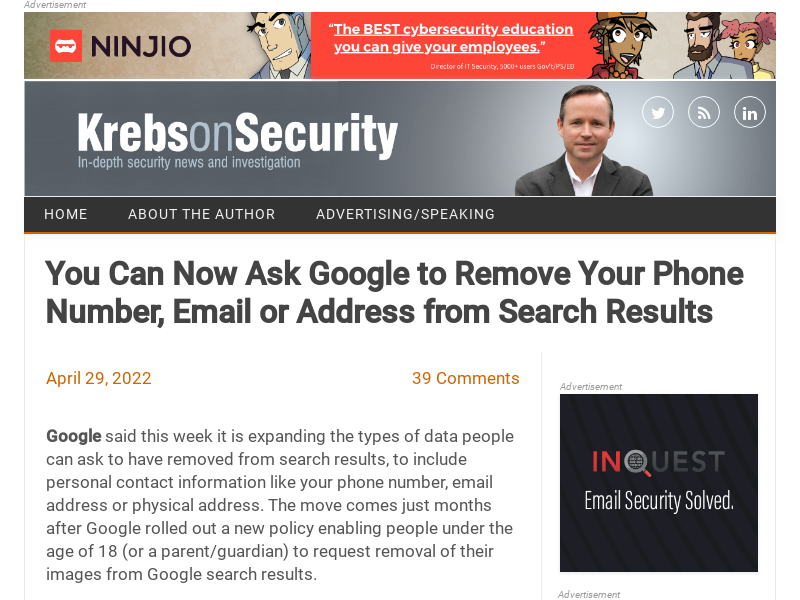 Advertisement
NINJIO
“The BEST cybersecurity education
you can give your employees.”
Director of IT Security, 5000+ users Gov't/PS/ED
KrebsonSecurity
In-depth security news and investigation
HOME ABOUT THE AUTHOR ADVERTISING/SPEAKING
You Can Now Ask Google to Remove Your Phone
Number, Email or Address from Search Results
April 29, 2022 39 Comments
Google said this week it is expanding the types of data people
can ask to have removed from search results, to include
personal contact information like your phone number, email
address or physical address. The move comes just months
after Google rolled out a new policy enabling people under the
age of 18 (or a parent/guardian) to request removal of their
images from Google search results.
Advertisement
INQUEST
Email Security Solved.
Advertisement